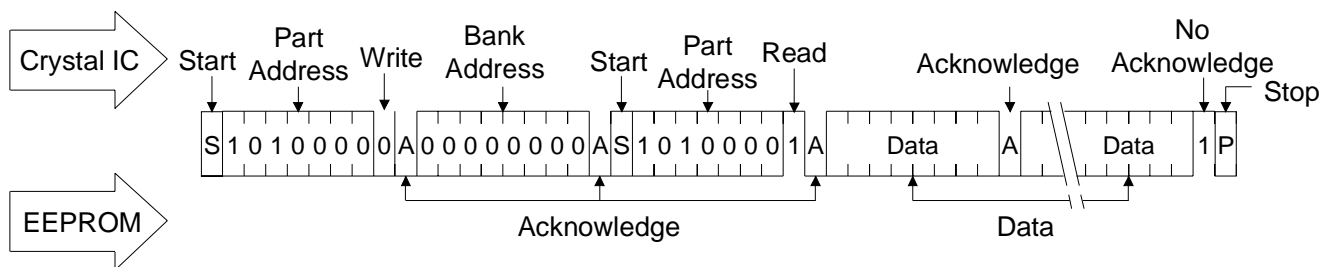 Crystal IC
Start
Part
Address
Write
Bank
Address
Start
Part
Address
Read
Acknowledge
No
Acknowledge
Stop
S 1 0 1 0 0 0 0 0 A 0 0 0 0 0 0 0 0 A S 1 0 1 0 0 0 0 1 A Data A Data 1 P
EEPROM
Acknowledge
Data